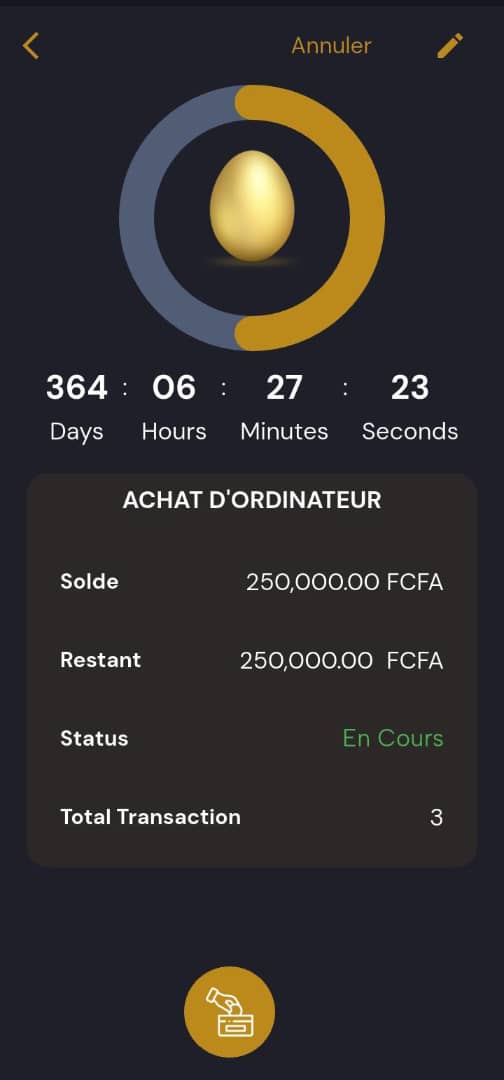 Annuler
364 : 06 : 27 : 23
Days Hours Minutes Seconds
ACHAT D'ORDINATEUR
Solde 250,000.00 FCFA
Restant 250,000.00 FCFA
Status En Cours
Total Transaction 3